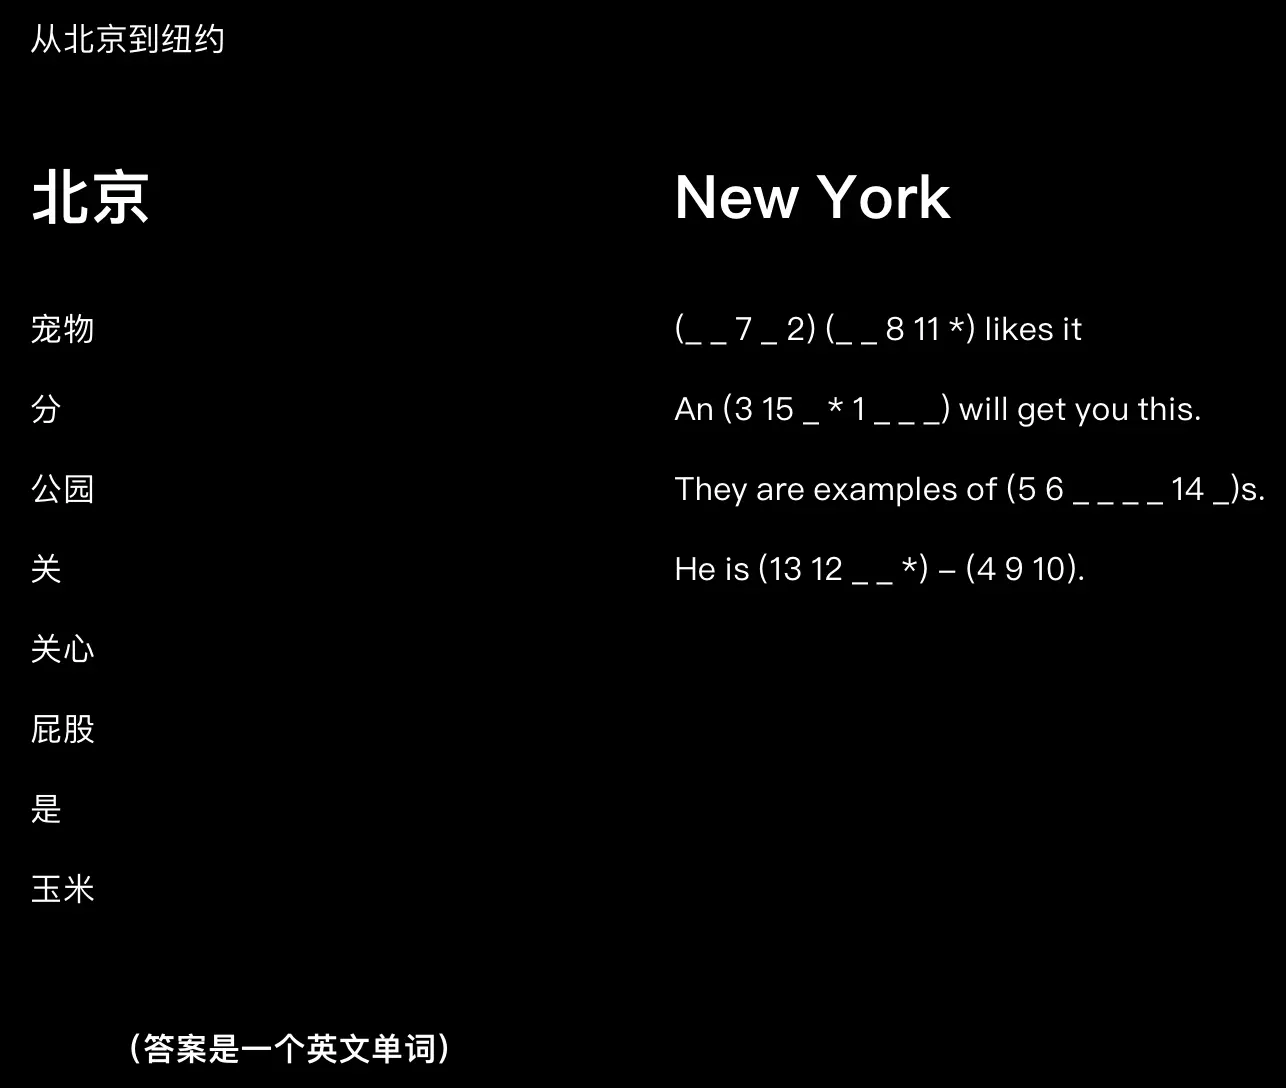 从北京到纽约
北京
New York
宠物
(_ _ 7 _ 2) (_ _ 8 11 *) likes it
分
An (3 15 _ * 1 _ _ _) will get you this.
公园
They are examples of (5 6 _ _ _ _ 14 _)s.
关
He is (13 12 _ _ *) – (4 9 10).
关心
屁股
是
玉米
（答案是一个英文单词）